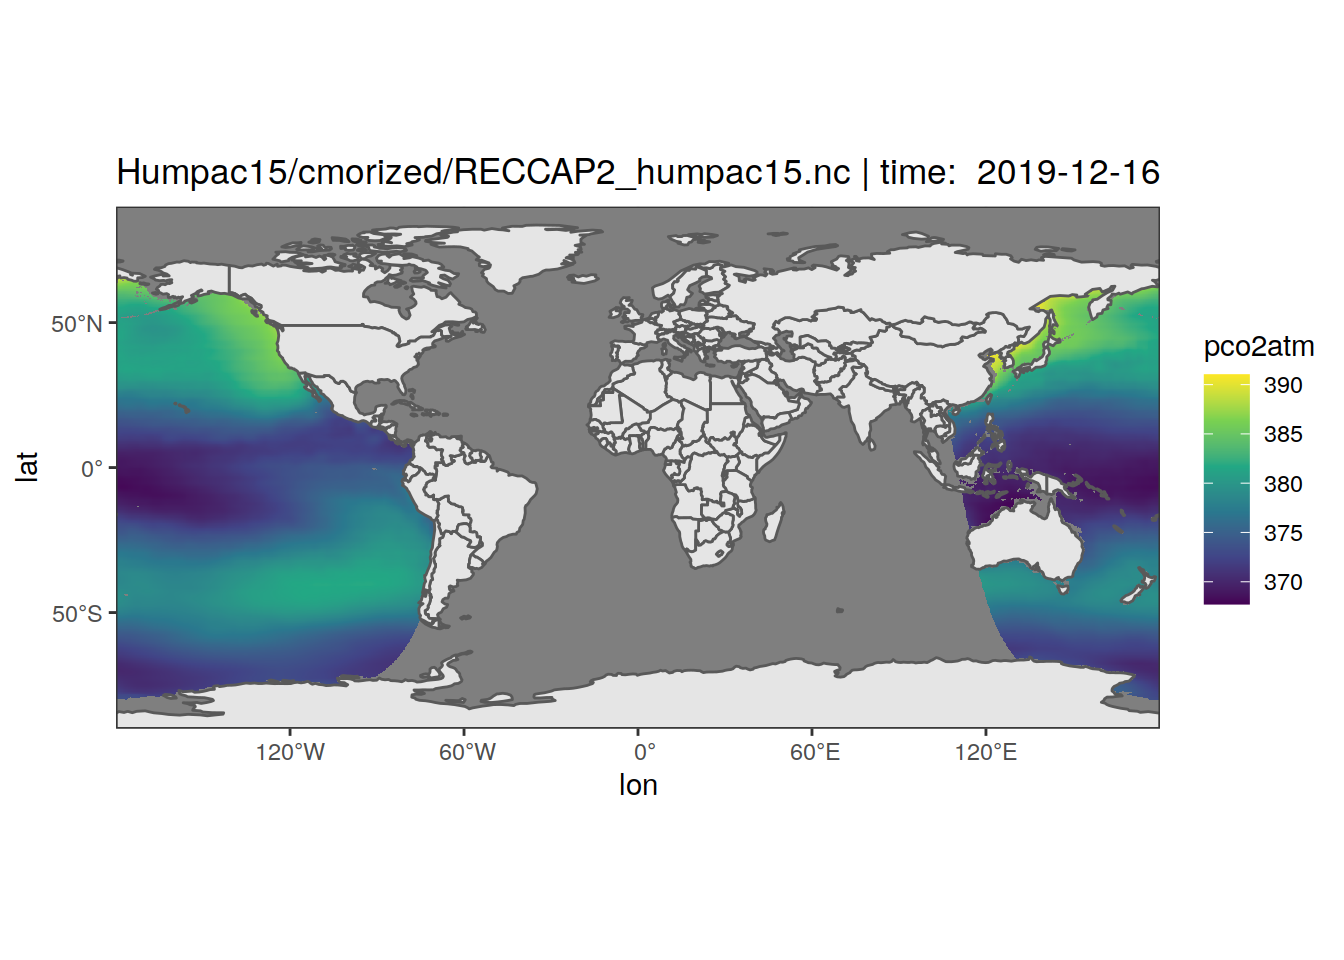 Humpac15/cmorized/RECCAP2_humpac15.nc | time:  2019-12-16
pco2atm
390
385
380
375
370
lat
50°N
0°
50°S
120°W
60°W
0°
60°E
120°E
lon